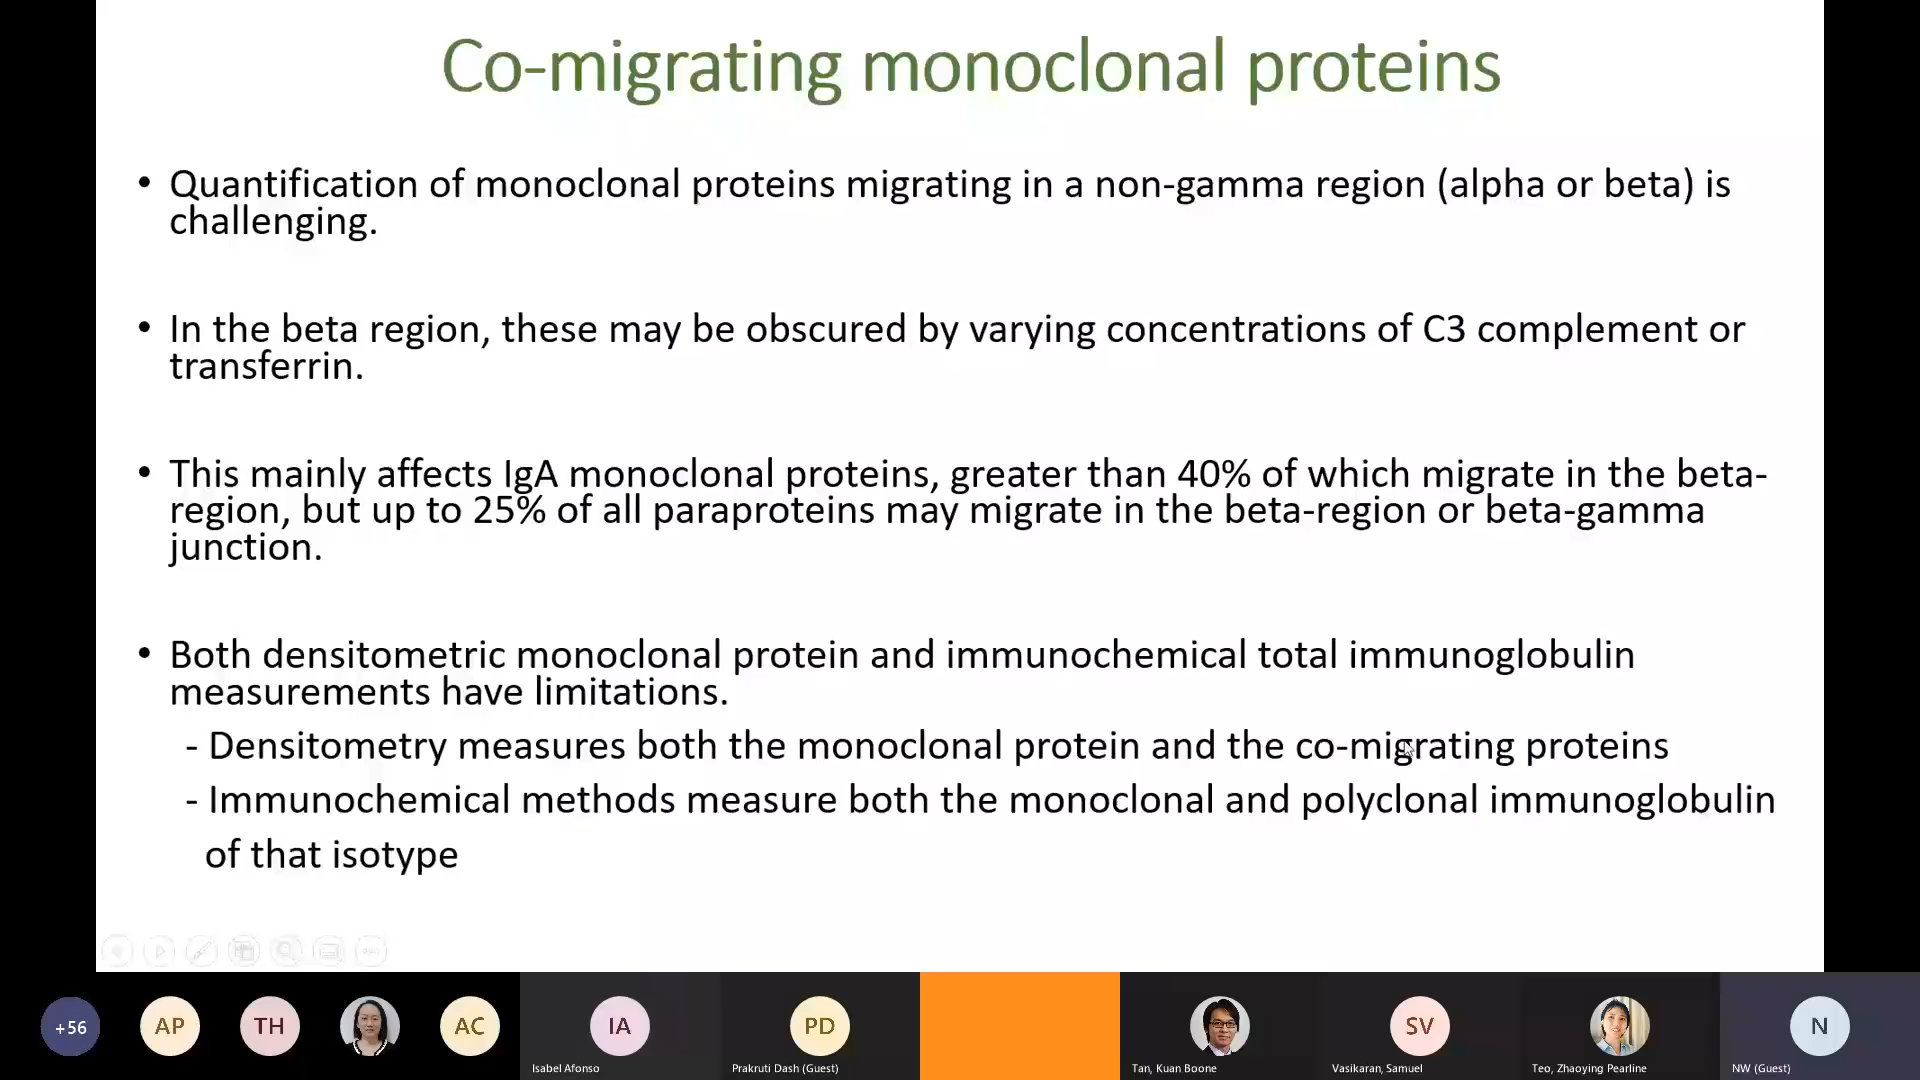 Co-migrating monoclonal proteins
• Quantification of monoclonal proteins migrating in a non-gamma region (alpha or beta) is
challenging.
• In the beta region, these may be obscured by varying concentrations of C3 complement or
transferrin.
• This mainly affects IgA monoclonal proteins, greater than 40% of which migrate in the beta-
region, but up to 25% of all paraproteins may migrate in the beta-region or beta-gamma
junction.
• Both densitometric monoclonal protein and immunochemical total immunoglobulin
measurements have limitations.
- Densitometry measures both the monoclonal protein and the co-migrating proteins
- Immunochemical methods measure both the monoclonal and polyclonal immunoglobulin
of that isotype
+56 AP TH AC IA PD SV N
Isabel Afonso Prakruti Dash (Guest) Tan, Kuan Boone Vasikaran, Samuel Teo, Zhaoying Pearline NW (Guest)